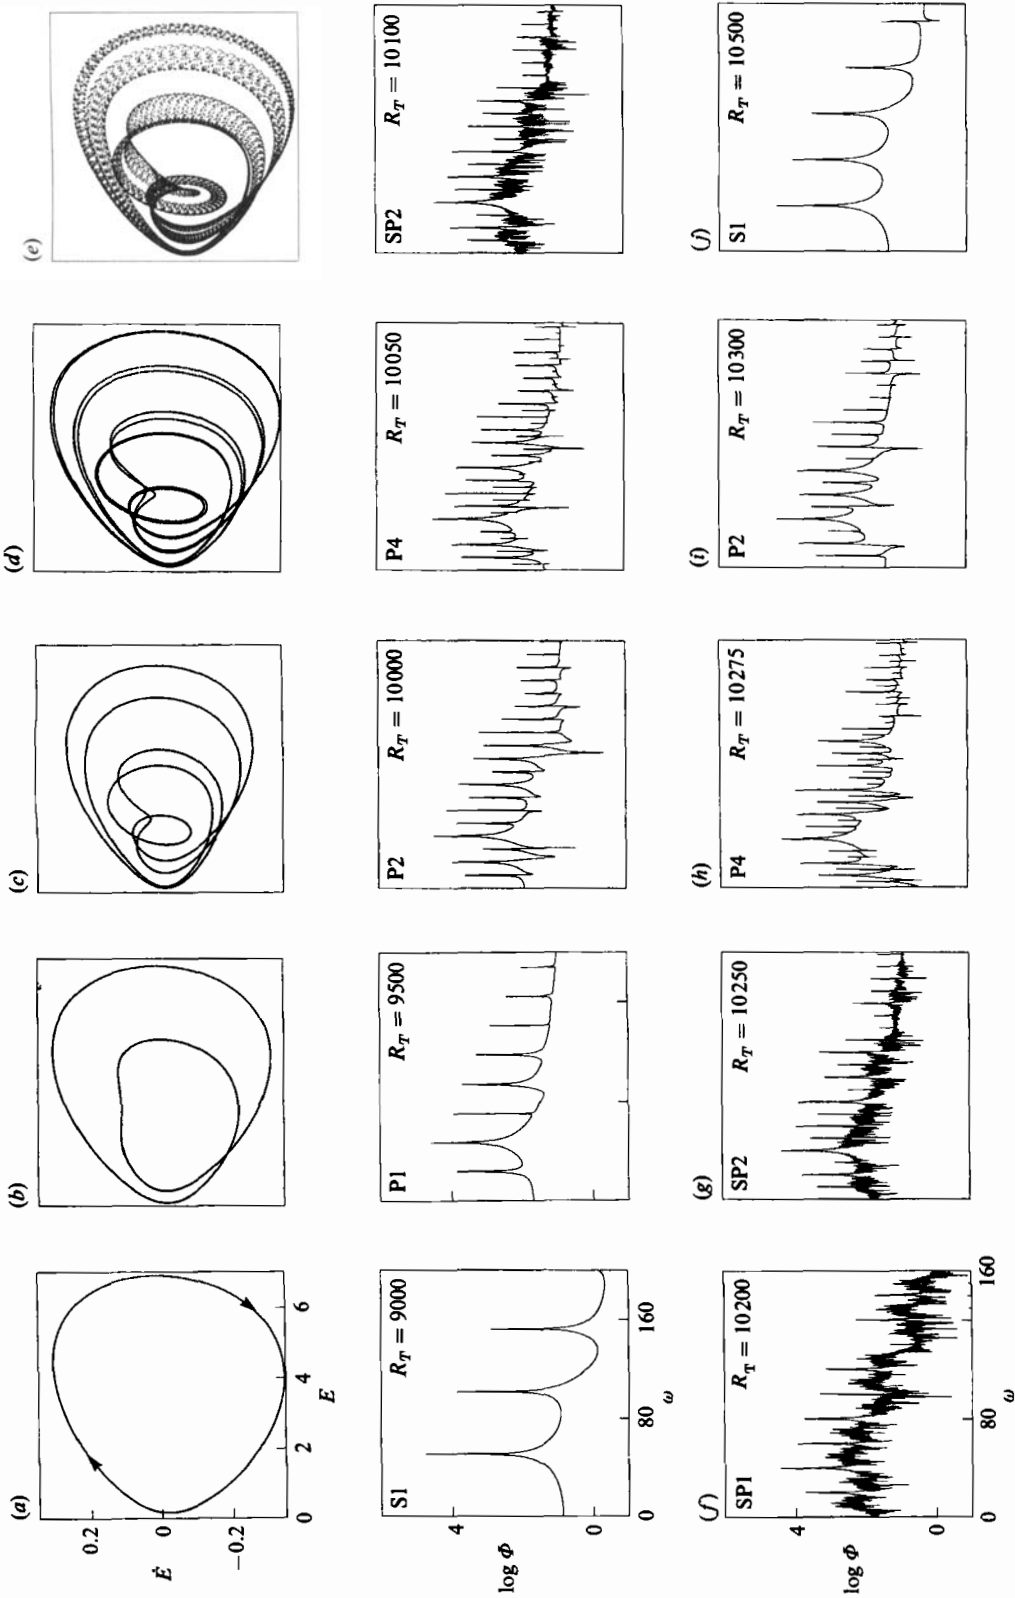 (a)
(b)
(c)
(d)
(e)
0.2
0
−0.2
Ė
0
2
4
6
E
S1
R_T = 9000
P1
R_T = 9500
P2
R_T = 10000
P4
R_T = 10050
SP2
R_T = 10100
4
0
log Φ
0
80
160
ω
(f)
(g)
(h)
(i)
(j)
SP1
R_T = 10200
SP2
R_T = 10250
P4
R_T = 10275
P2
R_T = 10300
S1
R_T = 10500
4
0
log Φ
0
80
160
ω